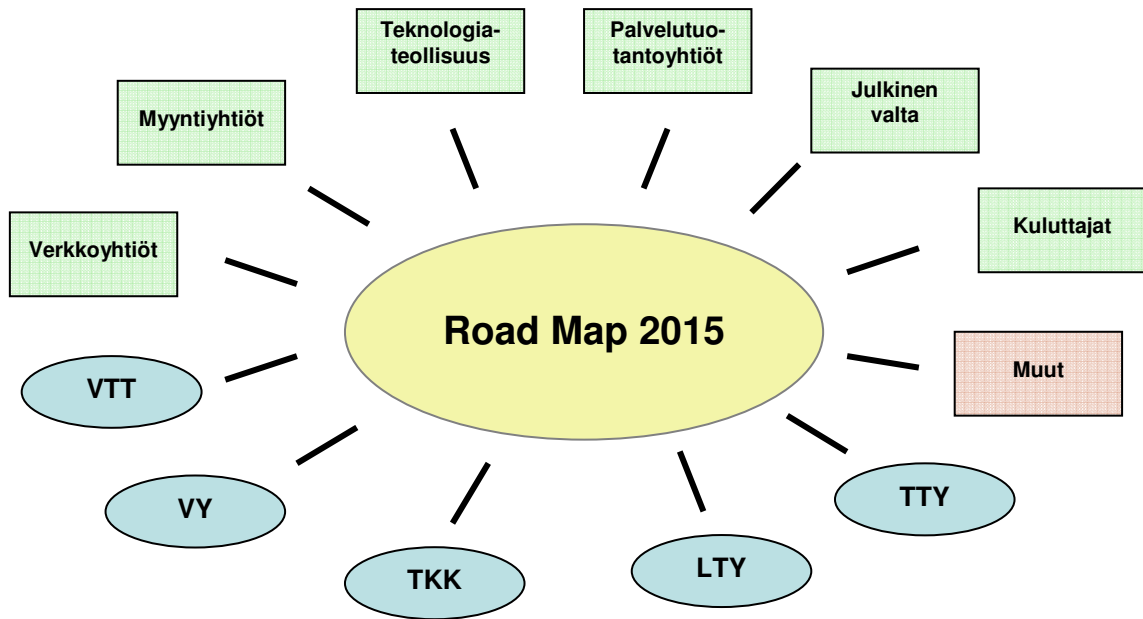 Teknologia-
teollisuus
Palvelutuo-
tantoyhtiöt
Myyntiyhtiöt
Julkinen
valta
Verkkoyhtiöt
Kuluttajat
Road Map 2015
VTT
Muut
VY
TTY
TKK
LTY